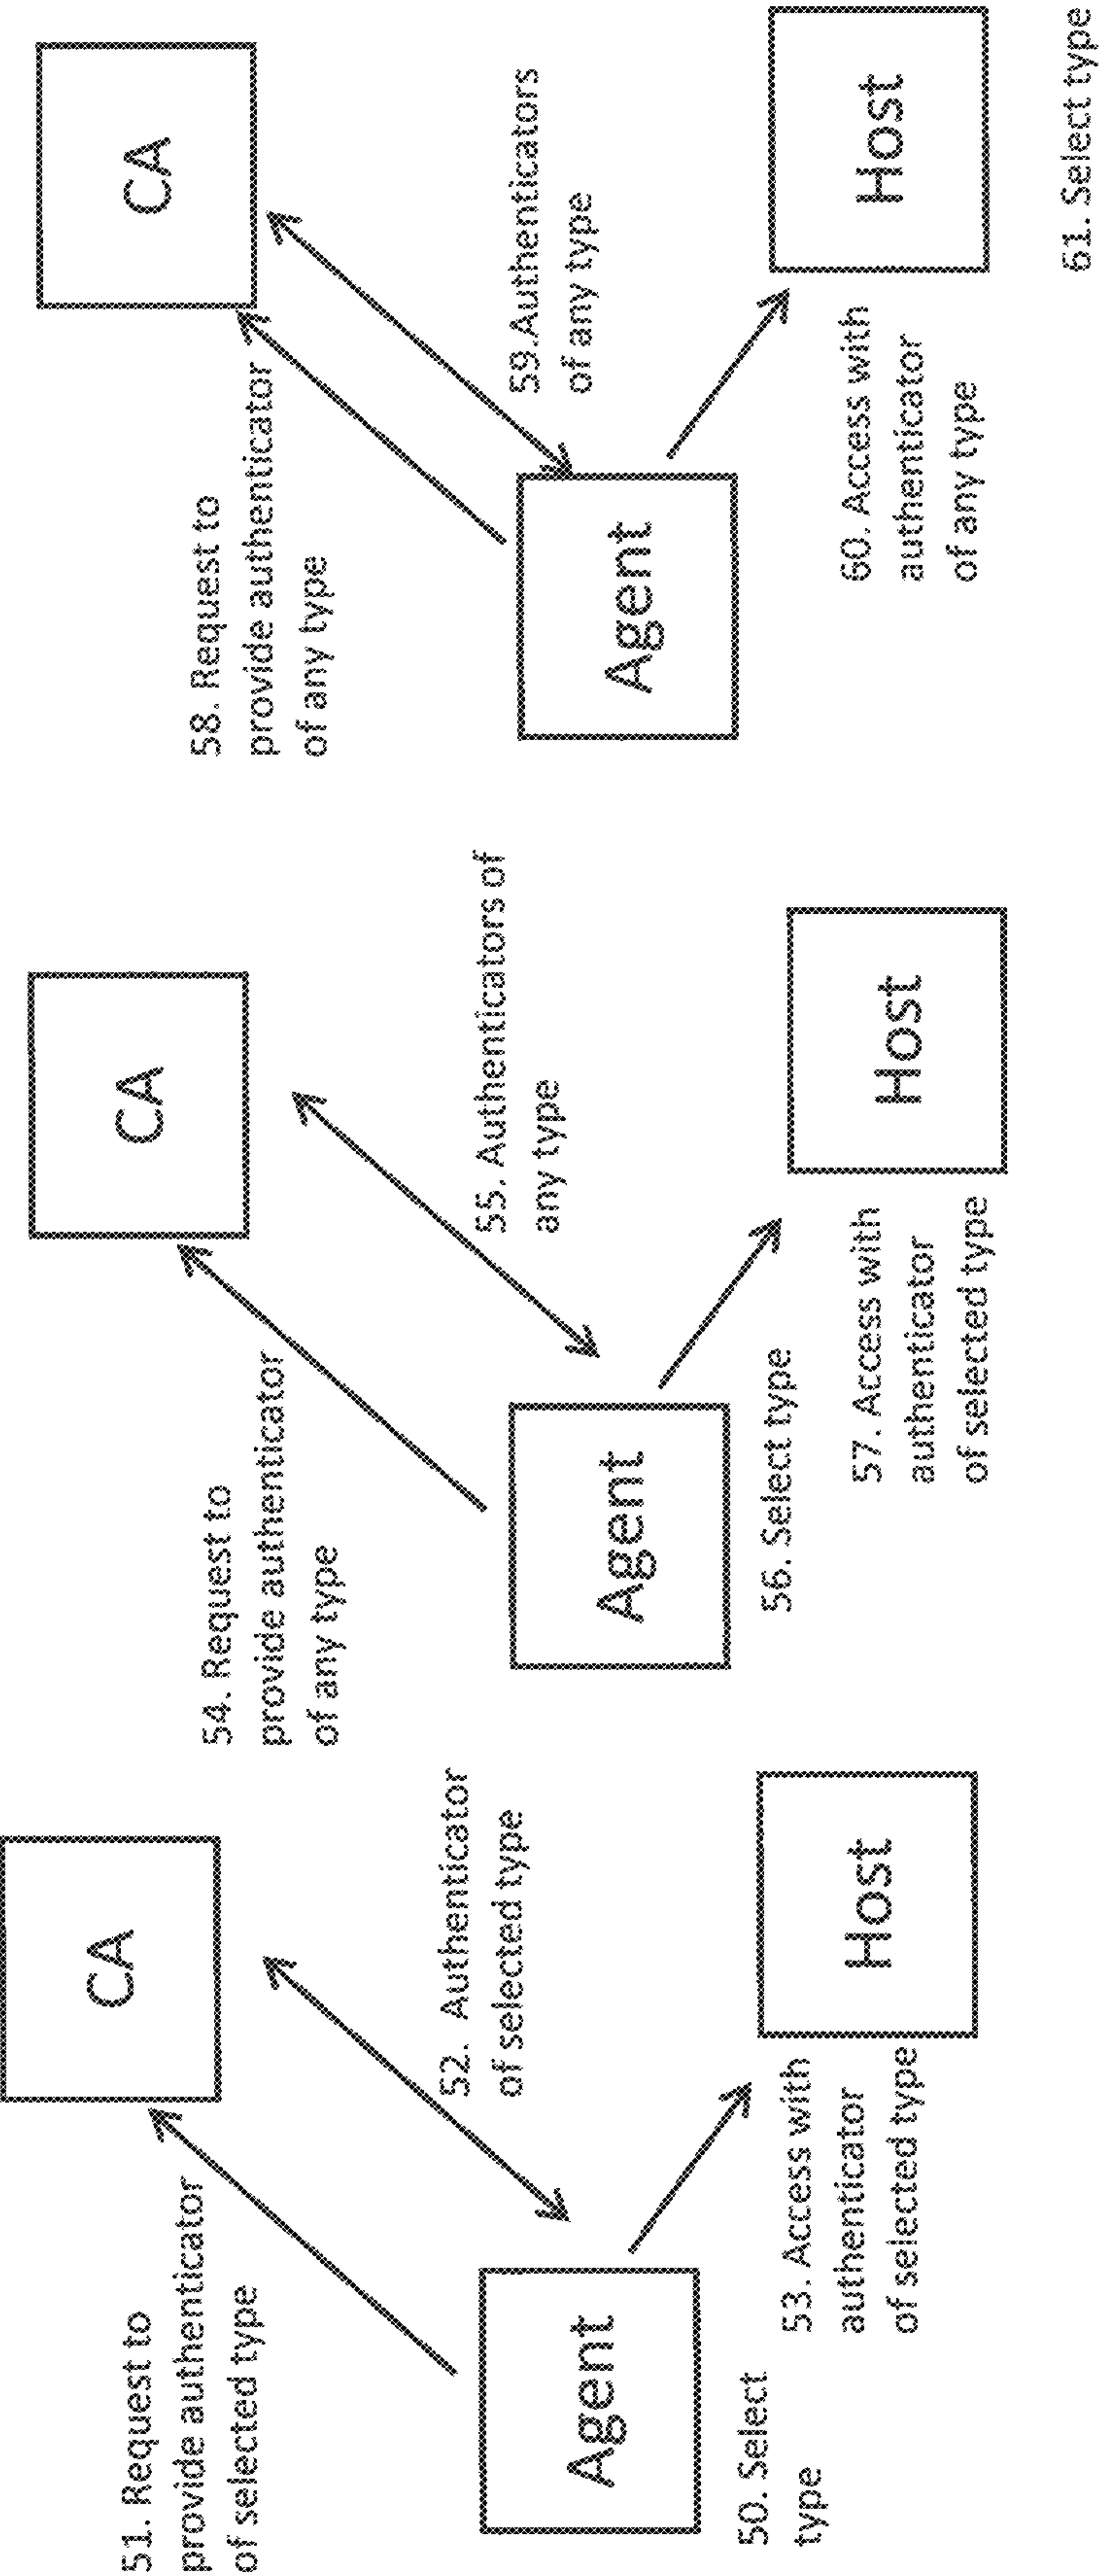 CA
51. Request to
provide authenticator
of selected type
52. Authenticator
of selected type
Agent
50. Select
type
53. Access with
authenticator
of selected type
Host
CA
54. Request to
provide authenticator
of any type
55. Authenticators of
any type
Agent
56. Select type
57. Access with
authenticator
of selected type
Host
CA
58. Request to
provide authenticator
of any type
59.Authenticators
of any type
Agent
60. Access with
authenticator
of any type
Host
61. Select type